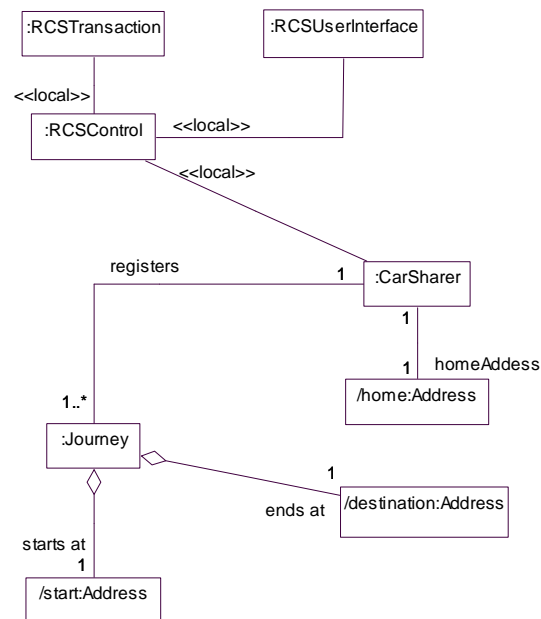 :RCSTransaction
:RCSUserInterface
<<local>>
:RCSControl
<<local>>
<<local>>
registers
1
:CarSharer
1
1
homeAddess
/home:Address
1..*
:Journey
1
ends at
/destination:Address
starts at
1
/start:Address